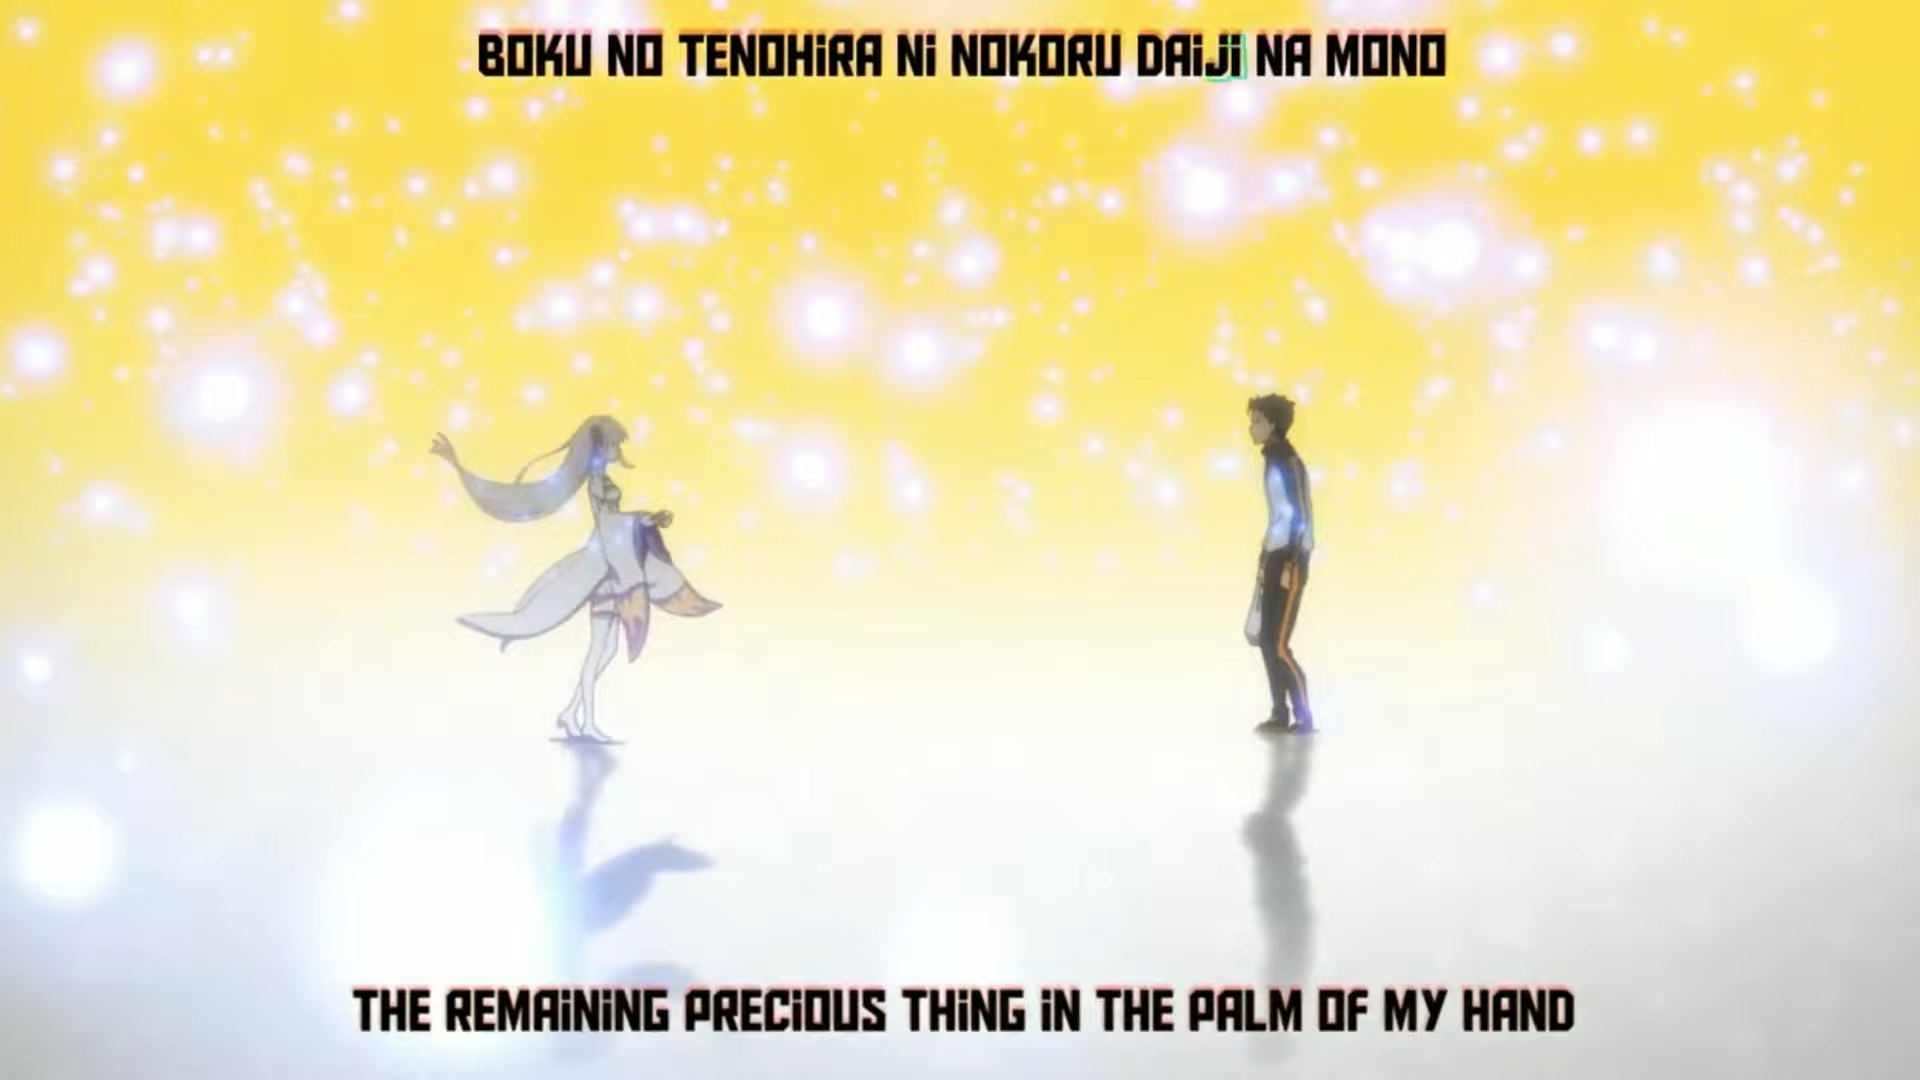 BOKU NO TENOHiRA Ni NOKORU DAiJi NA MONO
THE REMAiNiNG PRECiOUS THiNG iN THE PALM OF MY HAND